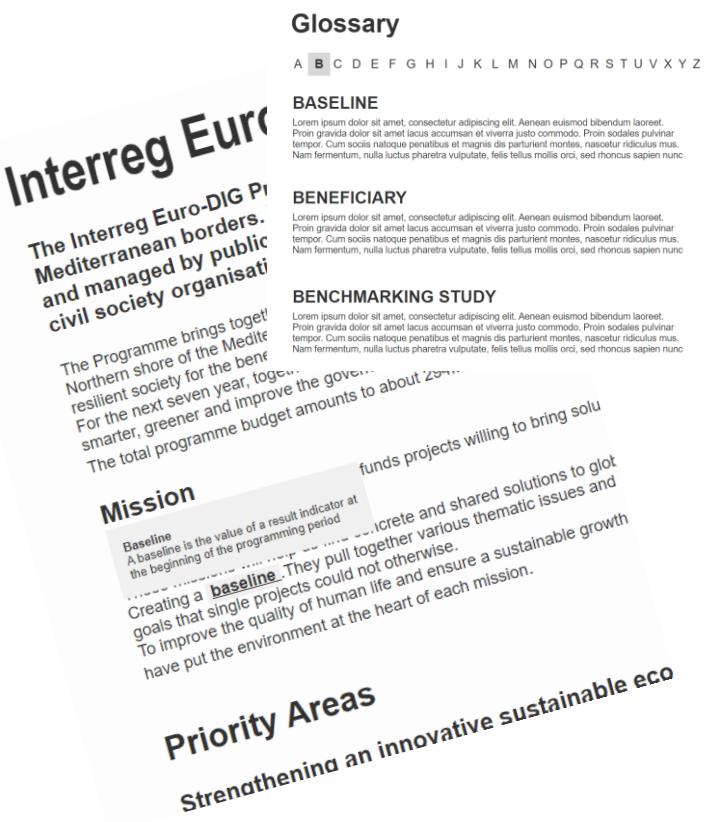 Glossary
A B C D E F G H I J K L M N O P Q R S T U V X Y Z
BASELINE
Lorem ipsum dolor sit amet, consectetur adipiscing elit. Aenean euismod bibendum laoreet.
Proin gravida dolor sit amet lacus accumsan et viverra justo commodo. Proin sodales pulvinar
tempor. Cum sociis natoque penatibus et magnis dis parturient montes, nascetur ridiculus mus.
Nam fermentum, nulla luctus pharetra vulputate, felis tellus mollis orci, sed rhoncus sapien nunc
BENEFICIARY
Lorem ipsum dolor sit amet, consectetur adipiscing elit. Aenean euismod bibendum laoreet.
Proin gravida dolor sit amet lacus accumsan et viverra justo commodo. Proin sodales pulvinar
tempor. Cum sociis natoque penatibus et magnis dis parturient montes, nascetur ridiculus mus.
Nam fermentum, nulla luctus pharetra vulputate, felis tellus mollis orci, sed rhoncus sapien nunc
BENCHMARKING STUDY
Lorem ipsum dolor sit amet, consectetur adipiscing elit. Aenean euismod bibendum laoreet.
Proin gravida dolor sit amet lacus accumsan et viverra justo commodo. Proin sodales pulvinar
tempor. Cum sociis natoque penatibus et magnis dis parturient montes, nascetur ridiculus mus.
Nam fermentum, nulla luctus pharetra vulputate, felis tellus mollis orci, sed rhoncus sapien nunc
Interreg Euro
The Interreg Euro-DIG P
Mediterranean borders.
and managed by public
civil society organisati
The Programme brings toget
Northern shore of the Medite
resilient society for the bene
For the next seven year, toget
smarter, greener and improve the gover
The total programme budget amounts to about 294
Mission
funds projects willing to bring solu
Baseline
A baseline is the value of a result indicator at
the beginning of the programming period
concrete and shared solutions to glob
Creating a baseline .They pull together various thematic issues and
goals that single projects could not otherwise.
To improve the quality of human life and ensure a sustainable growth
have put the environment at the heart of each mission.
Priority Areas
Strengthening an innovative sustainable eco